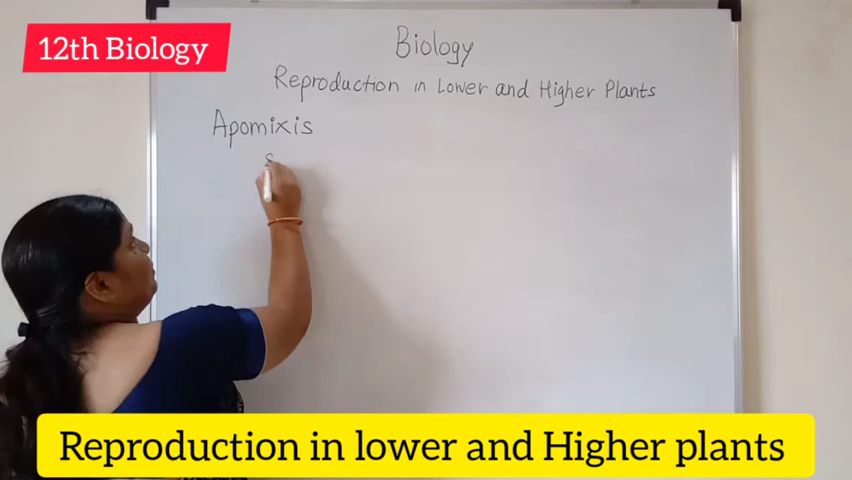 12th Biology
Biology
Reproduction in Lower and Higher Plants
Apomixis
s
Reproduction in lower and Higher plants